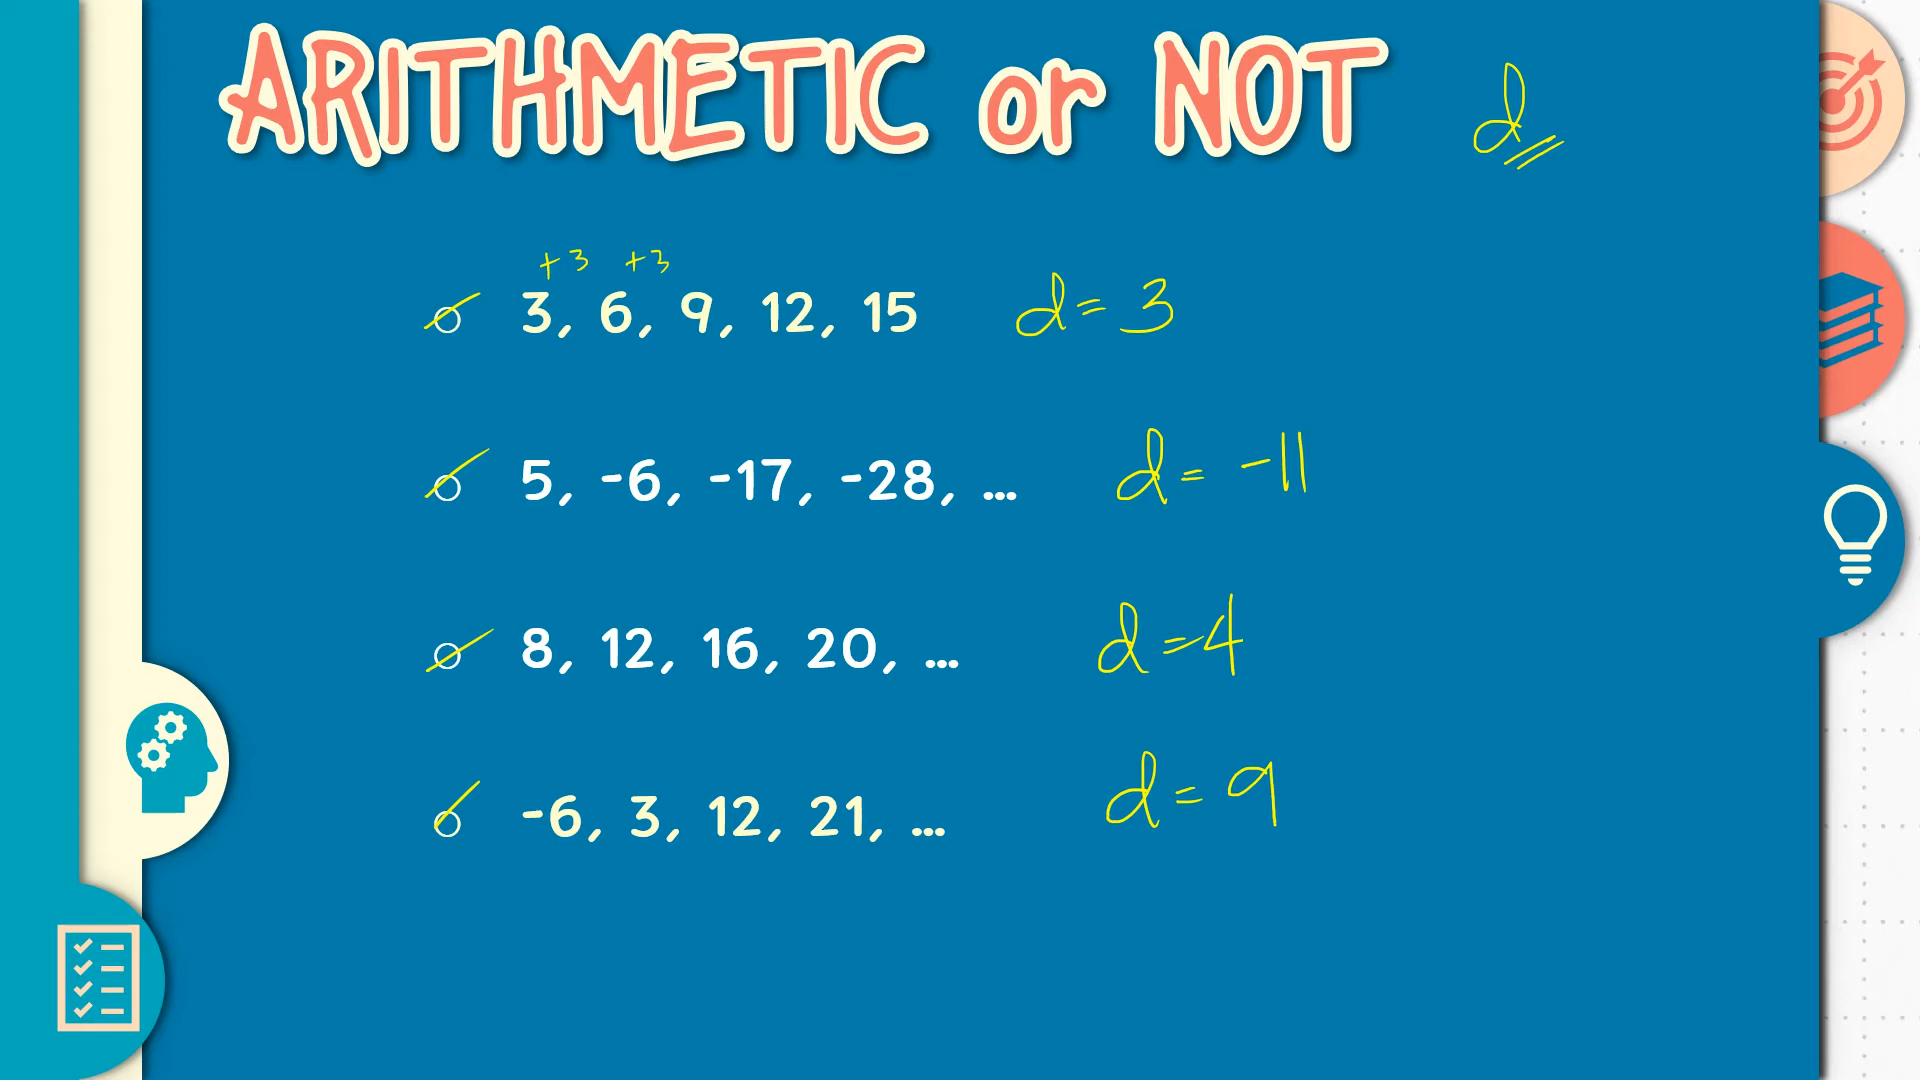 ARITHMETIC or NOT d
+3 +3
3, 6, 9, 12, 15 d = 3
5, -6, -17, -28, ... d = -11
8, 12, 16, 20, ... d = 4
-6, 3, 12, 21, ... d = 9